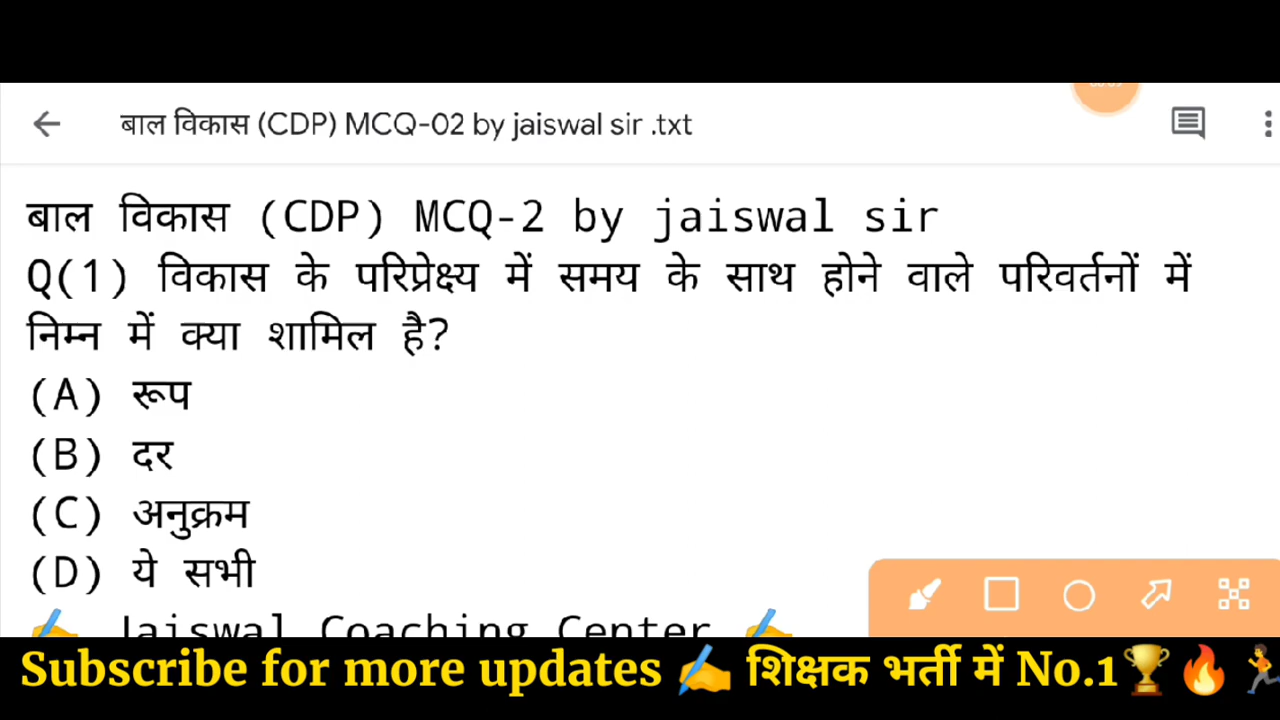 बाल विकास (CDP) MCQ-02 by jaiswal sir .txt
बाल विकास (CDP) MCQ-2 by jaiswal sir
Q(1) विकास के परिप्रेक्ष्य में समय के साथ होने वाले परिवर्तनों में
निम्न में क्या शामिल है?
(A) रूप
(B) दर
(C) अनुक्रम
(D) ये सभी
✍ Jaiswal Coaching Center ✍
Subscribe for more updates ✍ शिक्षक भर्ती में No.1🏆🔥🏃